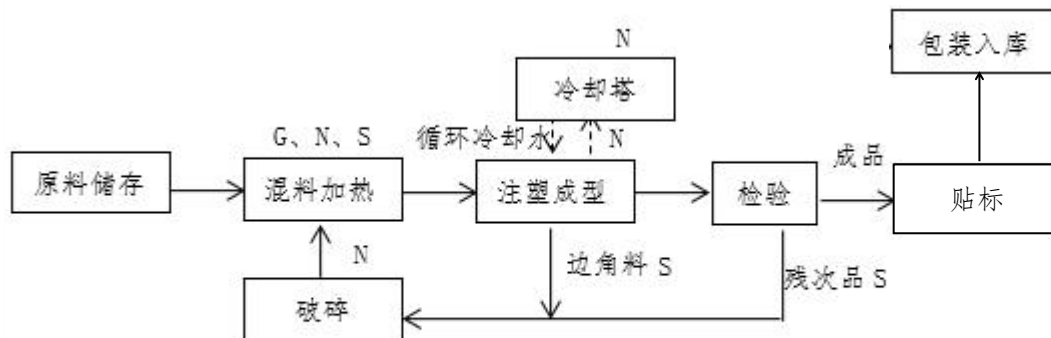 N
包装入库
冷却塔
G、N、S
循环冷却水
N
成品
原料储存
混料加热
注塑成型
检验
贴标
N
边角料 S
残次品 S
破碎